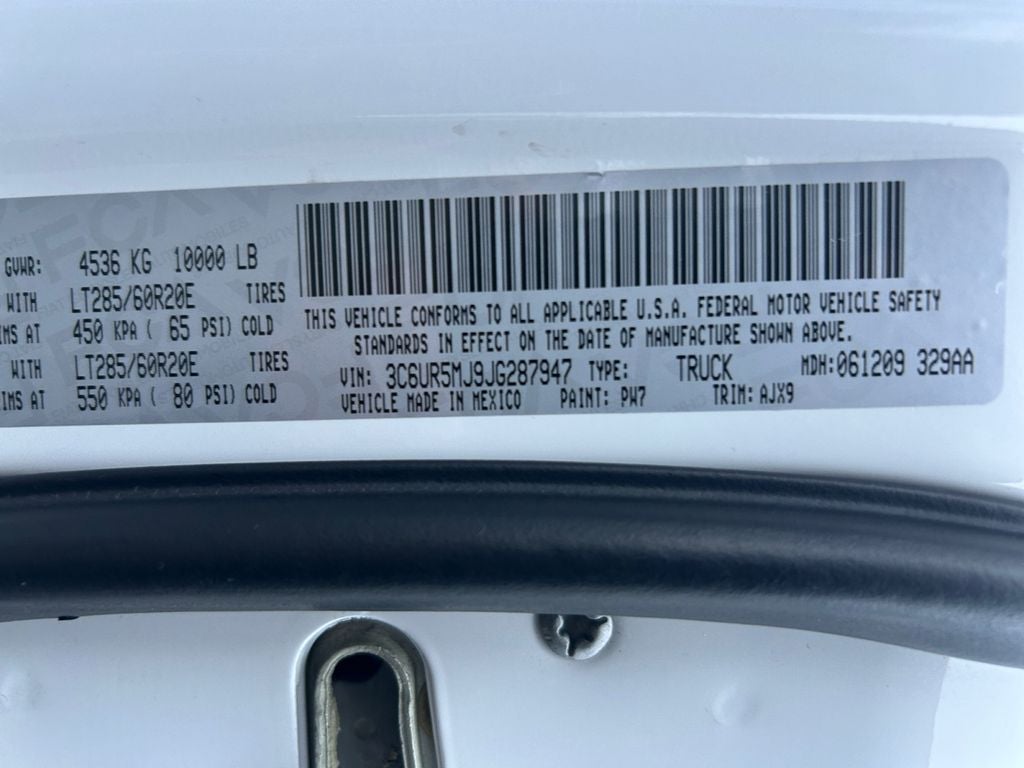 GVWR: 4536 KG 10000 LB
WITH LT285/60R20E TIRES
IMS AT 450 KPA ( 65 PSI) COLD
WITH LT285/60R20E TIRES
IMS AT 550 KPA ( 80 PSI) COLD
THIS VEHICLE CONFORMS TO ALL APPLICABLE U.S.A. FEDERAL MOTOR VEHICLE SAFETY
STANDARDS IN EFFECT ON THE DATE OF MANUFACTURE SHOWN ABOVE.
VIN: 3C6UR5MJ9JG287947 TYPE: TRUCK MDH: 061209 329AA
VEHICLE MADE IN MEXICO PAINT: PW7 TRIM: AJX9